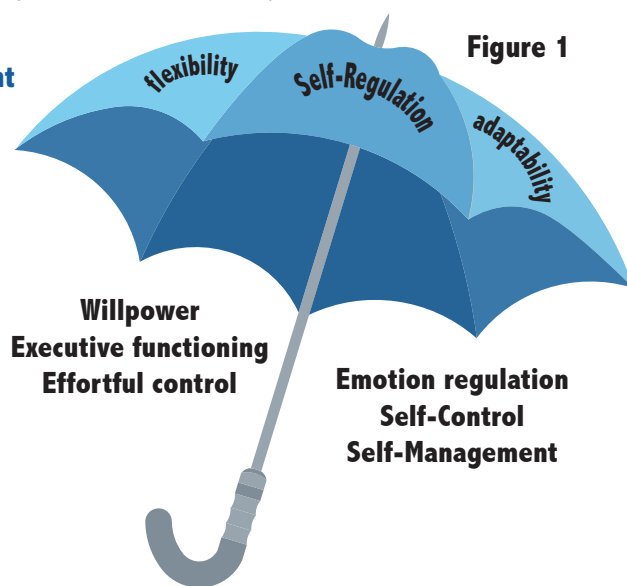 Figure 1
flexibility
Self-Regulation
adaptability
Willpower
Executive functioning
Effortful control
Emotion regulation
Self-Control
Self-Management